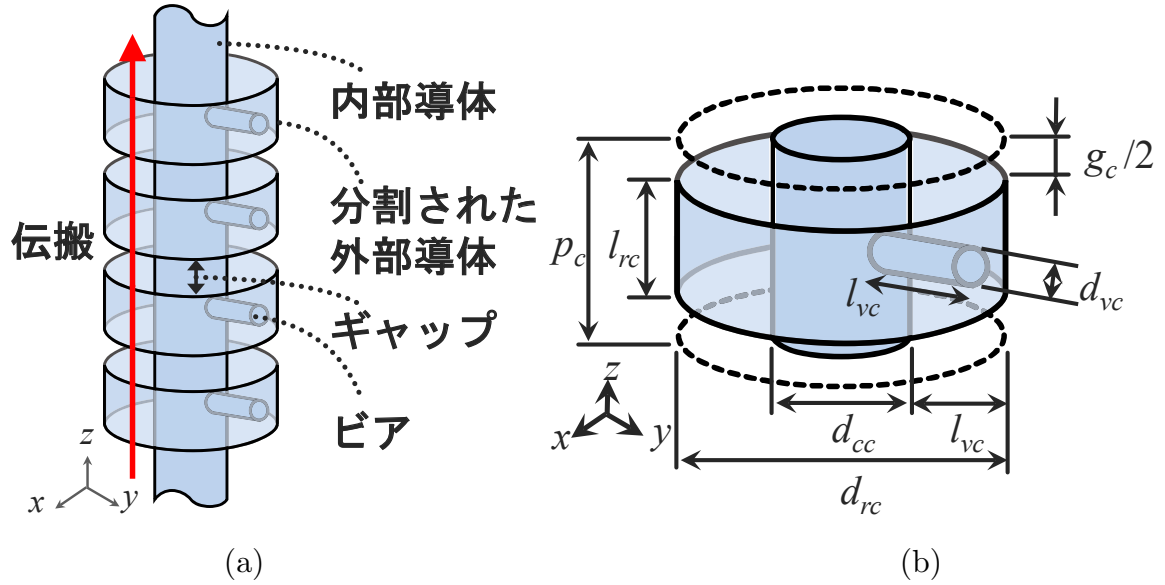 内部導体
分割された
外部導体
伝搬
ギャップ
ビア
z
x
y
(a)
g_c/2
p_c
l_rc
l_vc
d_vc
z
x
y
d_cc
l_vc
d_rc
(b)